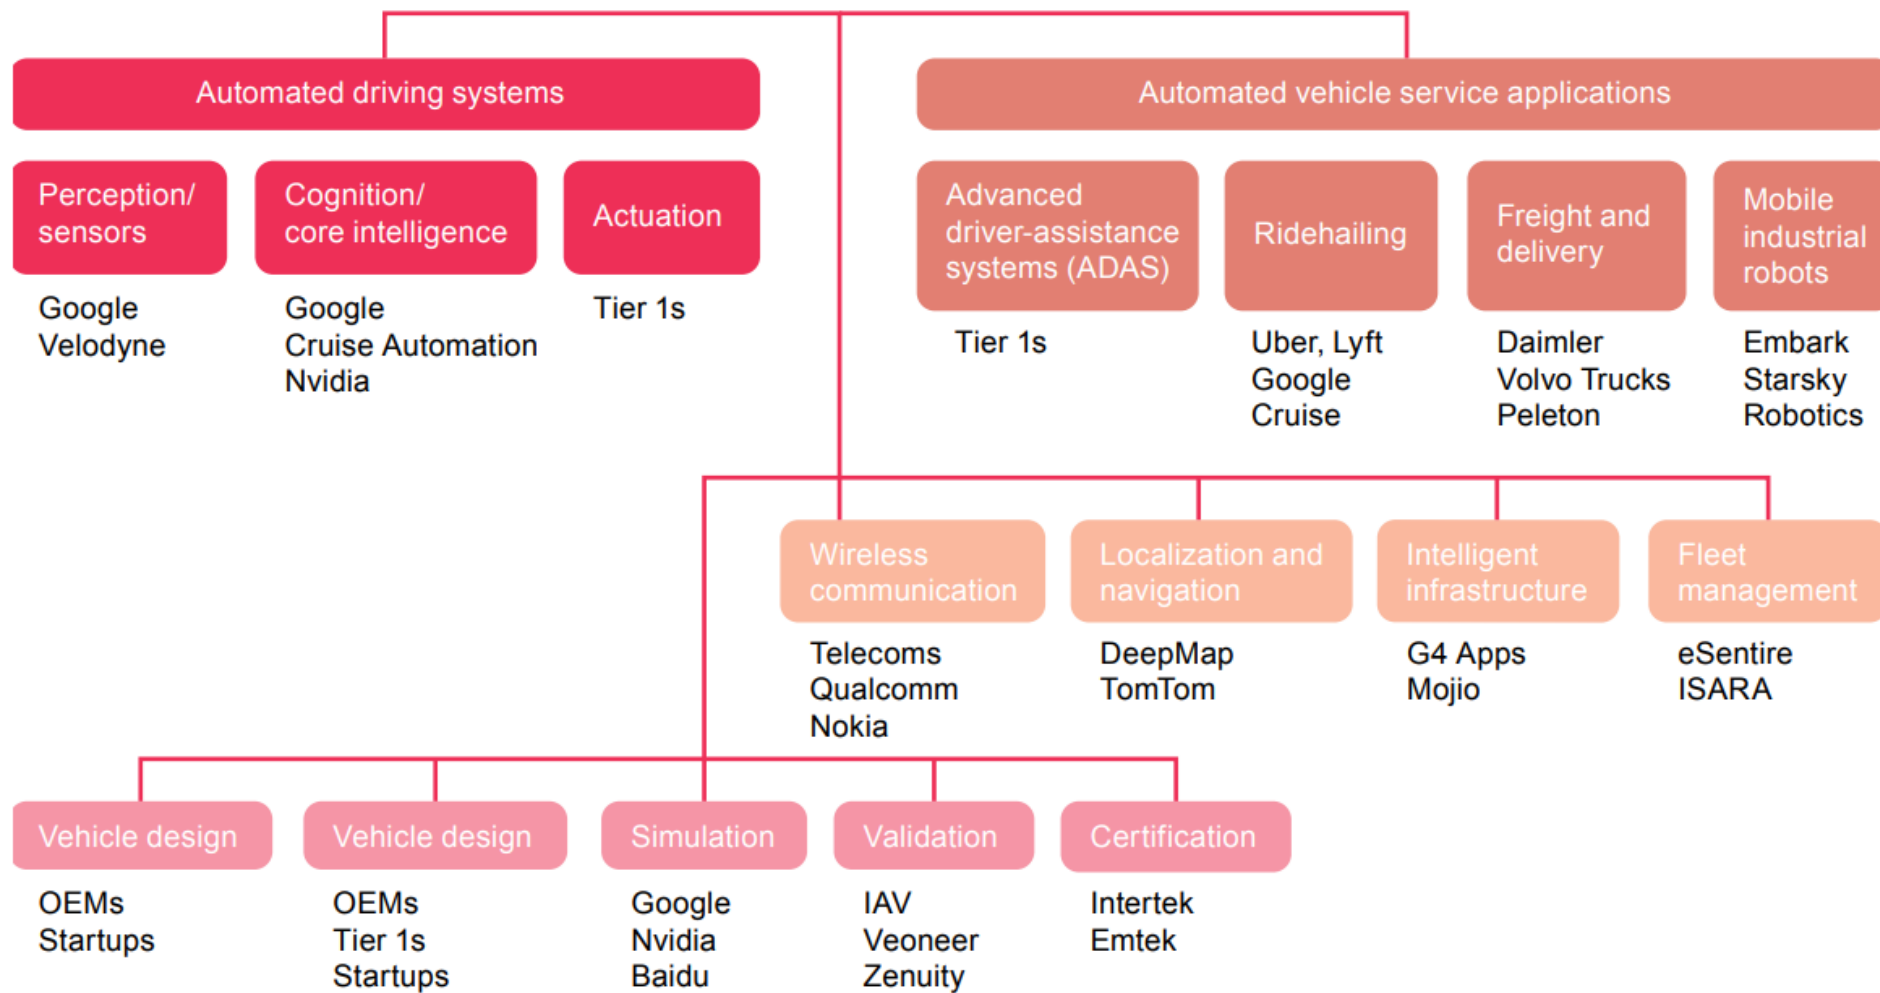 Automated driving systems
Automated vehicle service applications
Perception/
sensors
Google
Velodyne
Cognition/
core intelligence
Google
Cruise Automation
Nvidia
Actuation
Tier 1s
Advanced
driver-assistance
systems (ADAS)
Tier 1s
Ridehailing
Uber, Lyft
Google
Cruise
Freight and
delivery
Daimler
Volvo Trucks
Peleton
Mobile
industrial
robots
Embark
Starsky
Robotics
Wireless
communication
Telecoms
Qualcomm
Nokia
Localization and
navigation
DeepMap
TomTom
Intelligent
infrastructure
G4 Apps
Mojio
Fleet
management
eSentire
ISARA
Vehicle design
OEMs
Startups
Vehicle design
OEMs
Tier 1s
Startups
Simulation
Google
Nvidia
Baidu
Validation
IAV
Veoneer
Zenuity
Certification
Intertek
Emtek